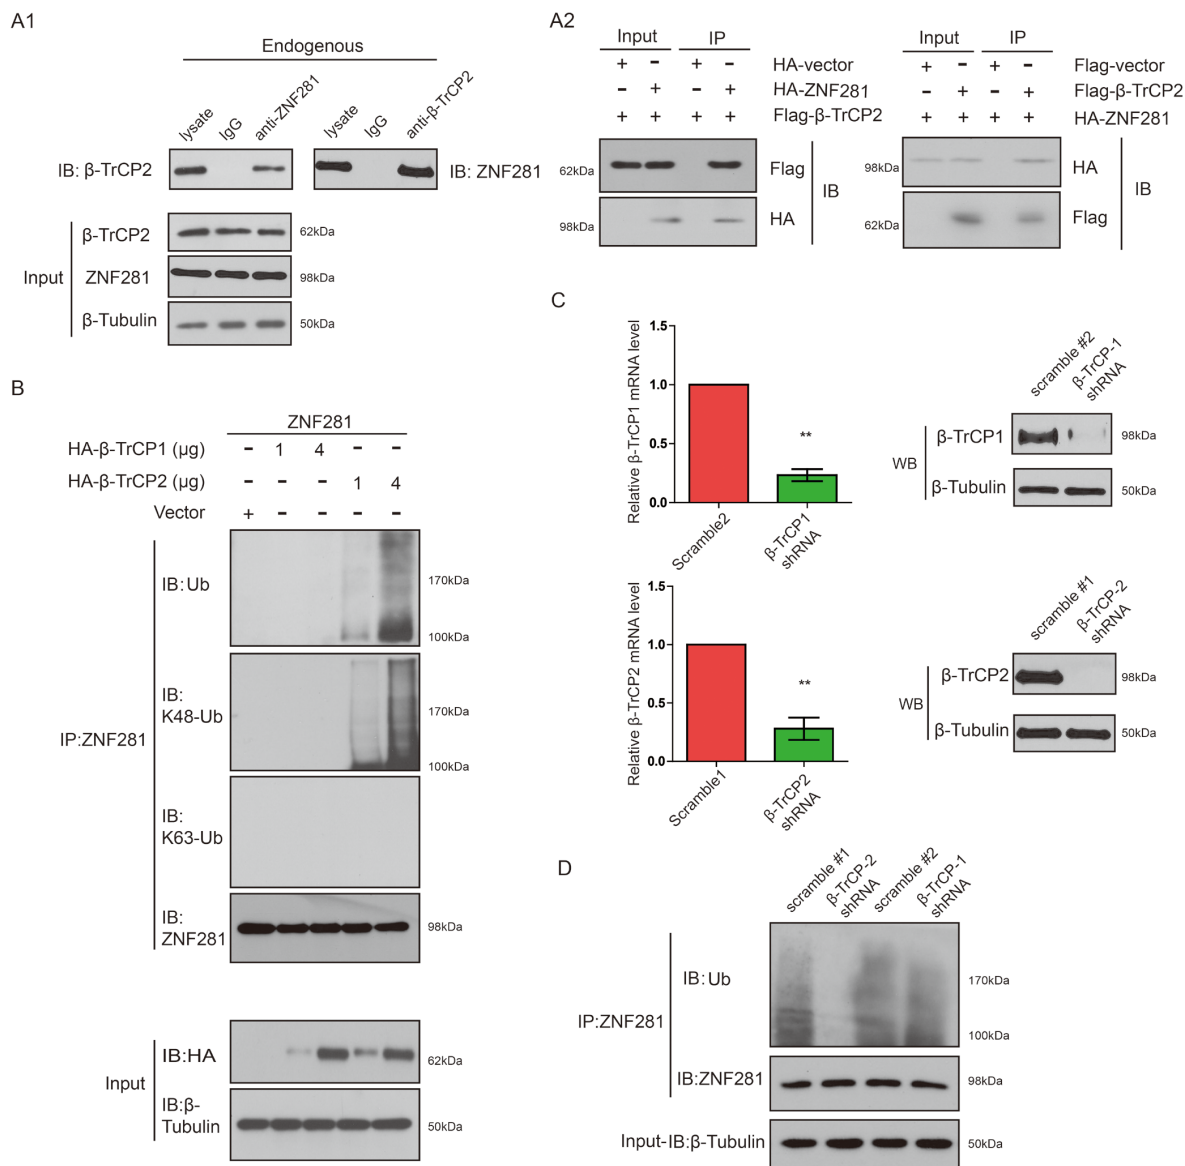 A1
Endogenous
lysate
IgG
anti-ZNF281
lysate
IgG
anti-β-TrCP2
IB: β-TrCP2
IB: ZNF281
Input
β-TrCP2
62kDa
ZNF281
98kDa
β-Tubulin
50kDa
A2
Input IP
+ - + - HA-vector
- + - + HA-ZNF281
+ + + + Flag-β-TrCP2
62kDa
Flag
98kDa
HA
IB
Input IP
+ - + - Flag-vector
- + - + Flag-β-TrCP2
+ + + + HA-ZNF281
98kDa
HA
62kDa
Flag
IB
B
ZNF281
HA-β-TrCP1 (µg) - 1 4 - -
HA-β-TrCP2 (µg) - - - 1 4
Vector + - - - -
IP:ZNF281
IB:Ub
170kDa
100kDa
IB:
K48-Ub
170kDa
100kDa
IB:
K63-Ub
IB:
ZNF281
98kDa
Input
IB:HA
62kDa
IB:β-
Tubulin
50kDa
C
Relative β-TrCP1 mRNA level
1.5
1.0
0.5
0.0
**
Scramble2
β-TrCP1
shRNA
scramble #2
β-TrCP-1
shRNA
WB
β-TrCP1
98kDa
β-Tubulin
50kDa
Relative β-TrCP2 mRNA level
1.5
1.0
0.5
0.0
**
Scramble1
β-TrCP2
shRNA
scramble #1
β-TrCP-2
shRNA
WB
β-TrCP2
98kDa
β-Tubulin
50kDa
D
scramble #1
β-TrCP-2
shRNA
scramble #2
β-TrCP-1
shRNA
IP:ZNF281
IB:Ub
170kDa
100kDa
IB:ZNF281
98kDa
Input-IB:β-Tubulin
50kDa